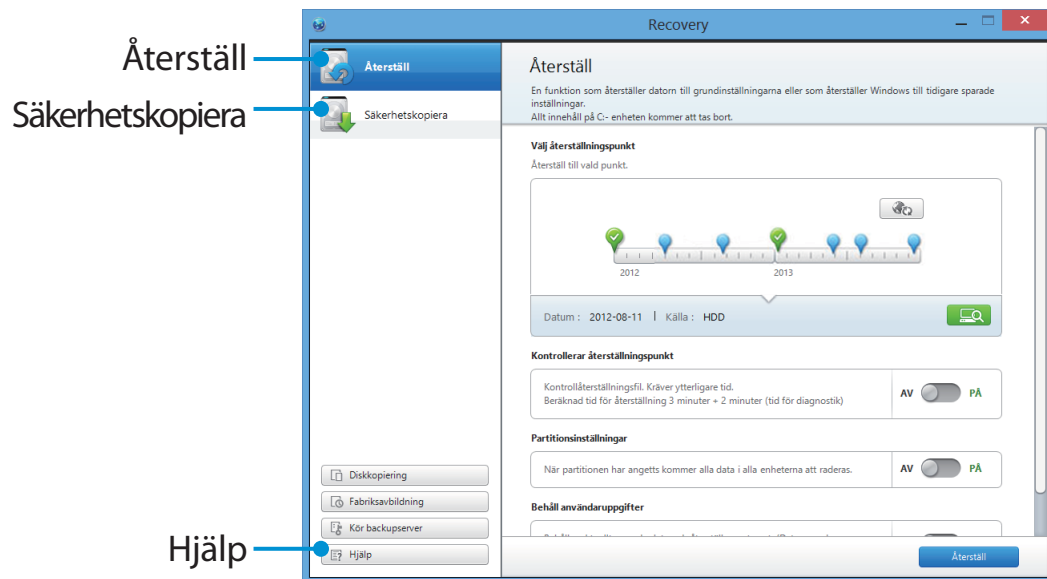 Recovery
Återställ
Säkerhetskopiera
Hjälp
Återställ
Säkerhetskopiera
Diskkopiering
Fabriksavbildning
Kör backupserver
Hjälp
Återställ
En funktion som återställer datorn till grundinställningarna eller som återställer Windows till tidigare sparade
inställningar.
Allt innehåll på C:- enheten kommer att tas bort.
Välj återställningspunkt
Återställ till vald punkt.
2012 2013
Datum : 2012-08-11 | Källa : HDD
Kontrollerar återställningspunkt
Kontrollåterställningsfil. Kräver ytterligare tid.
Beräknad tid för återställning 3 minuter + 2 minuter (tid för diagnostik)
AV PÅ
Partitionsinställningar
När partitionen har angetts kommer alla data i alla enheterna att raderas.
AV PÅ
Behåll användaruppgifter
Återställ